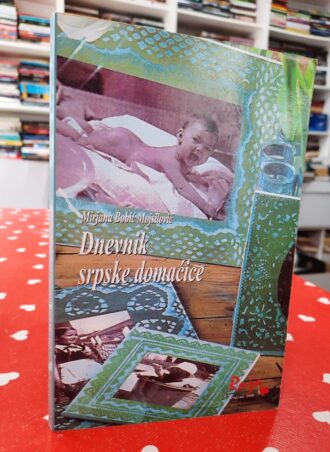 Mirjana Bobić Mojsilović
Dnevnik
srpske domaćice